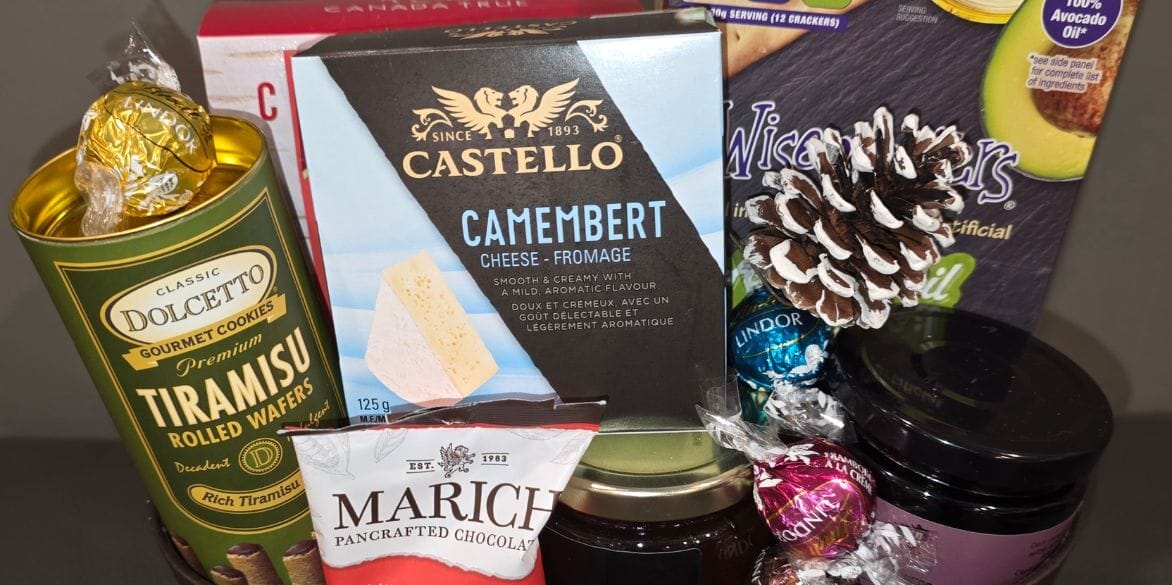 CANADA TRUE
C
LINDOR
CLASSIC
DOLCETTO
GOURMET COOKIES
Premium
TIRAMISU
ROLLED WAFERS
Decadent
Indulgent
D
Rich Tiramisu
SINCE 1893
CASTELLO®
CAMEMBERT
CHEESE - FROMAGE
SMOOTH & CREAMY WITH
A MILD, AROMATIC FLAVOUR
DOUX ET CRÉMEUX, AVEC UN
GOÛT DÉLECTABLE ET
LÉGÈREMENT AROMATIQUE
125 g
EST. 1983
MARICH
PANCRAFTED CHOCOLAT
SERVING (12 CRACKERS)
SERVING
SUGGESTION
100%
Avocado
Oil*
*see side panel
for complete list
of ingredients
LINDOR
LINDOR